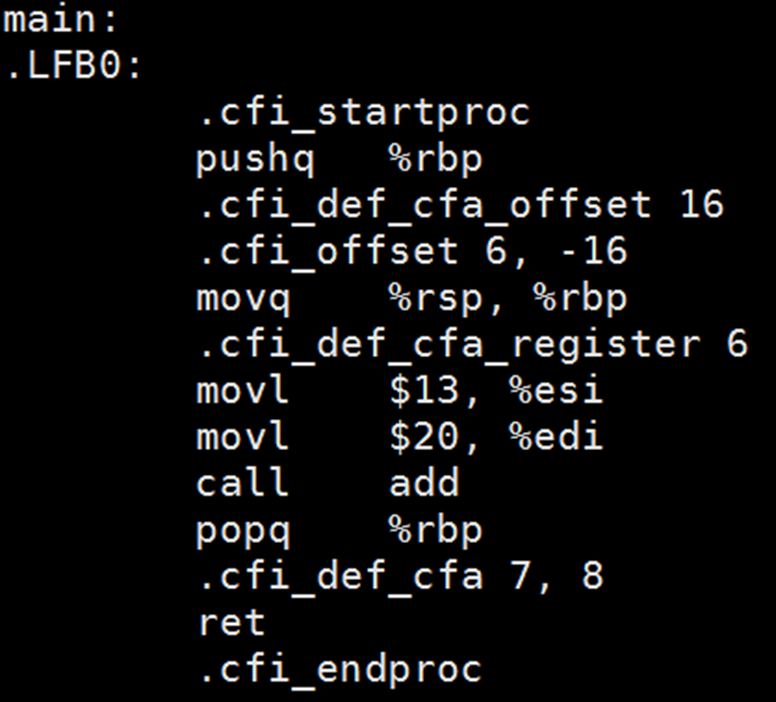 main:
.LFB0:
.cfi_startproc
pushq %rbp
.cfi_def_cfa_offset 16
.cfi_offset 6, -16
movq %rsp, %rbp
.cfi_def_cfa_register 6
movl $13, %esi
movl $20, %edi
call add
popq %rbp
.cfi_def_cfa 7, 8
ret
.cfi_endproc